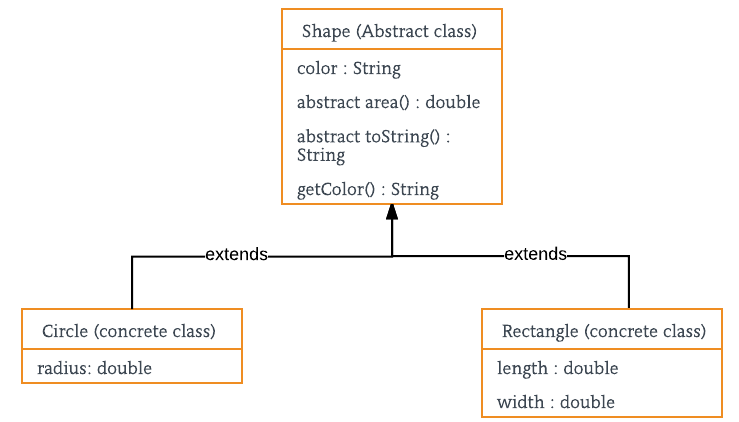 Shape (Abstract class)
color : String
abstract area() : double
abstract toString() :
String
getColor() : String
extends
extends
Circle (concrete class)
radius: double
Rectangle (concrete class)
length : double
width : double